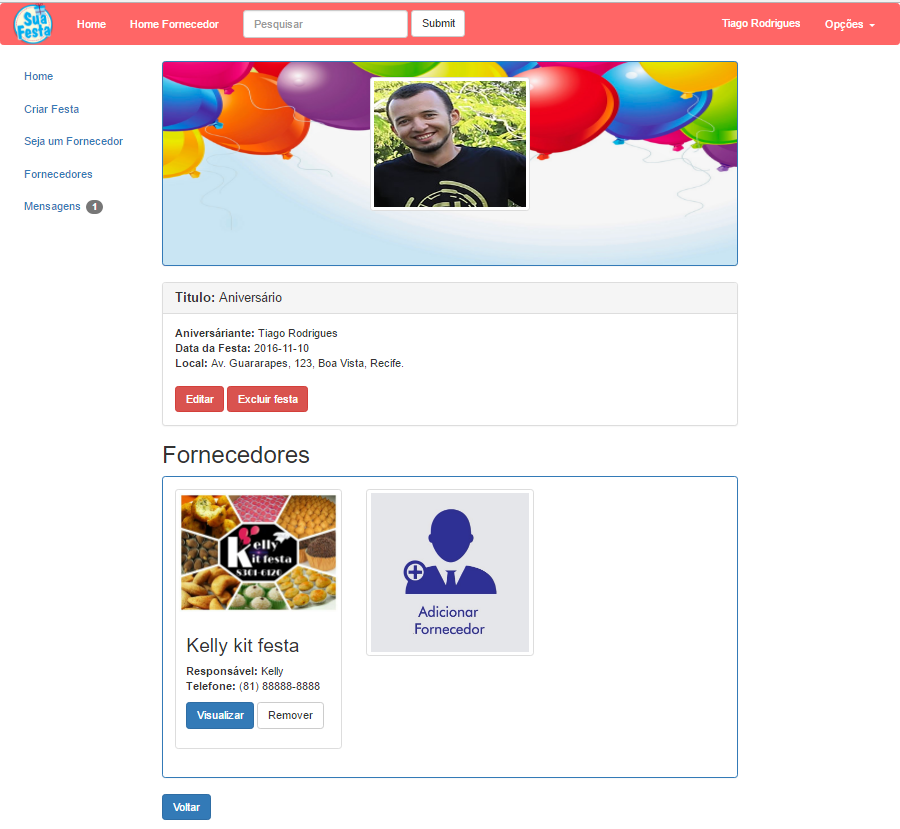 Sua
Festa
Home
Home Fornecedor
Pesquisar
Submit
Tiago Rodrigues
Opções
Home
Criar Festa
Seja um Fornecedor
Fornecedores
Mensagens 1
Titulo: Aniversário
Aniversáriante: Tiago Rodrigues
Data da Festa: 2016-11-10
Local: Av. Guararapes, 123, Boa Vista, Recife.
Editar
Excluir festa
Fornecedores
Kelly
Kit festa
5301-6126
Adicionar
Fornecedor
Kelly kit festa
Responsável: Kelly
Telefone: (81) 88888-8888
Visualizar
Remover
Voltar